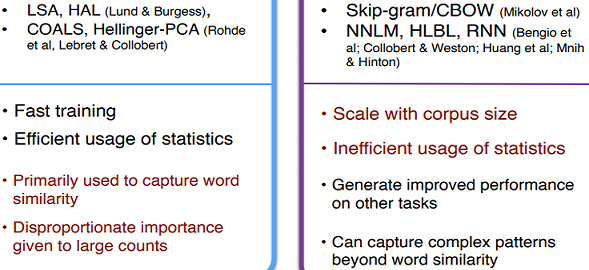 • LSA, HAL (Lund & Burgess),
• COALS, Hellinger-PCA (Rohde
et al, Lebret & Collobert)
• Fast training
• Efficient usage of statistics
• Primarily used to capture word
similarity
• Disproportionate importance
given to large counts
• Skip-gram/CBOW (Mikolov et al)
• NNLM, HLBL, RNN (Bengio et
al; Collobert & Weston; Huang et al; Mnih
& Hinton)
• Scale with corpus size
• Inefficient usage of statistics
• Generate improved performance
on other tasks
• Can capture complex patterns
beyond word similarity